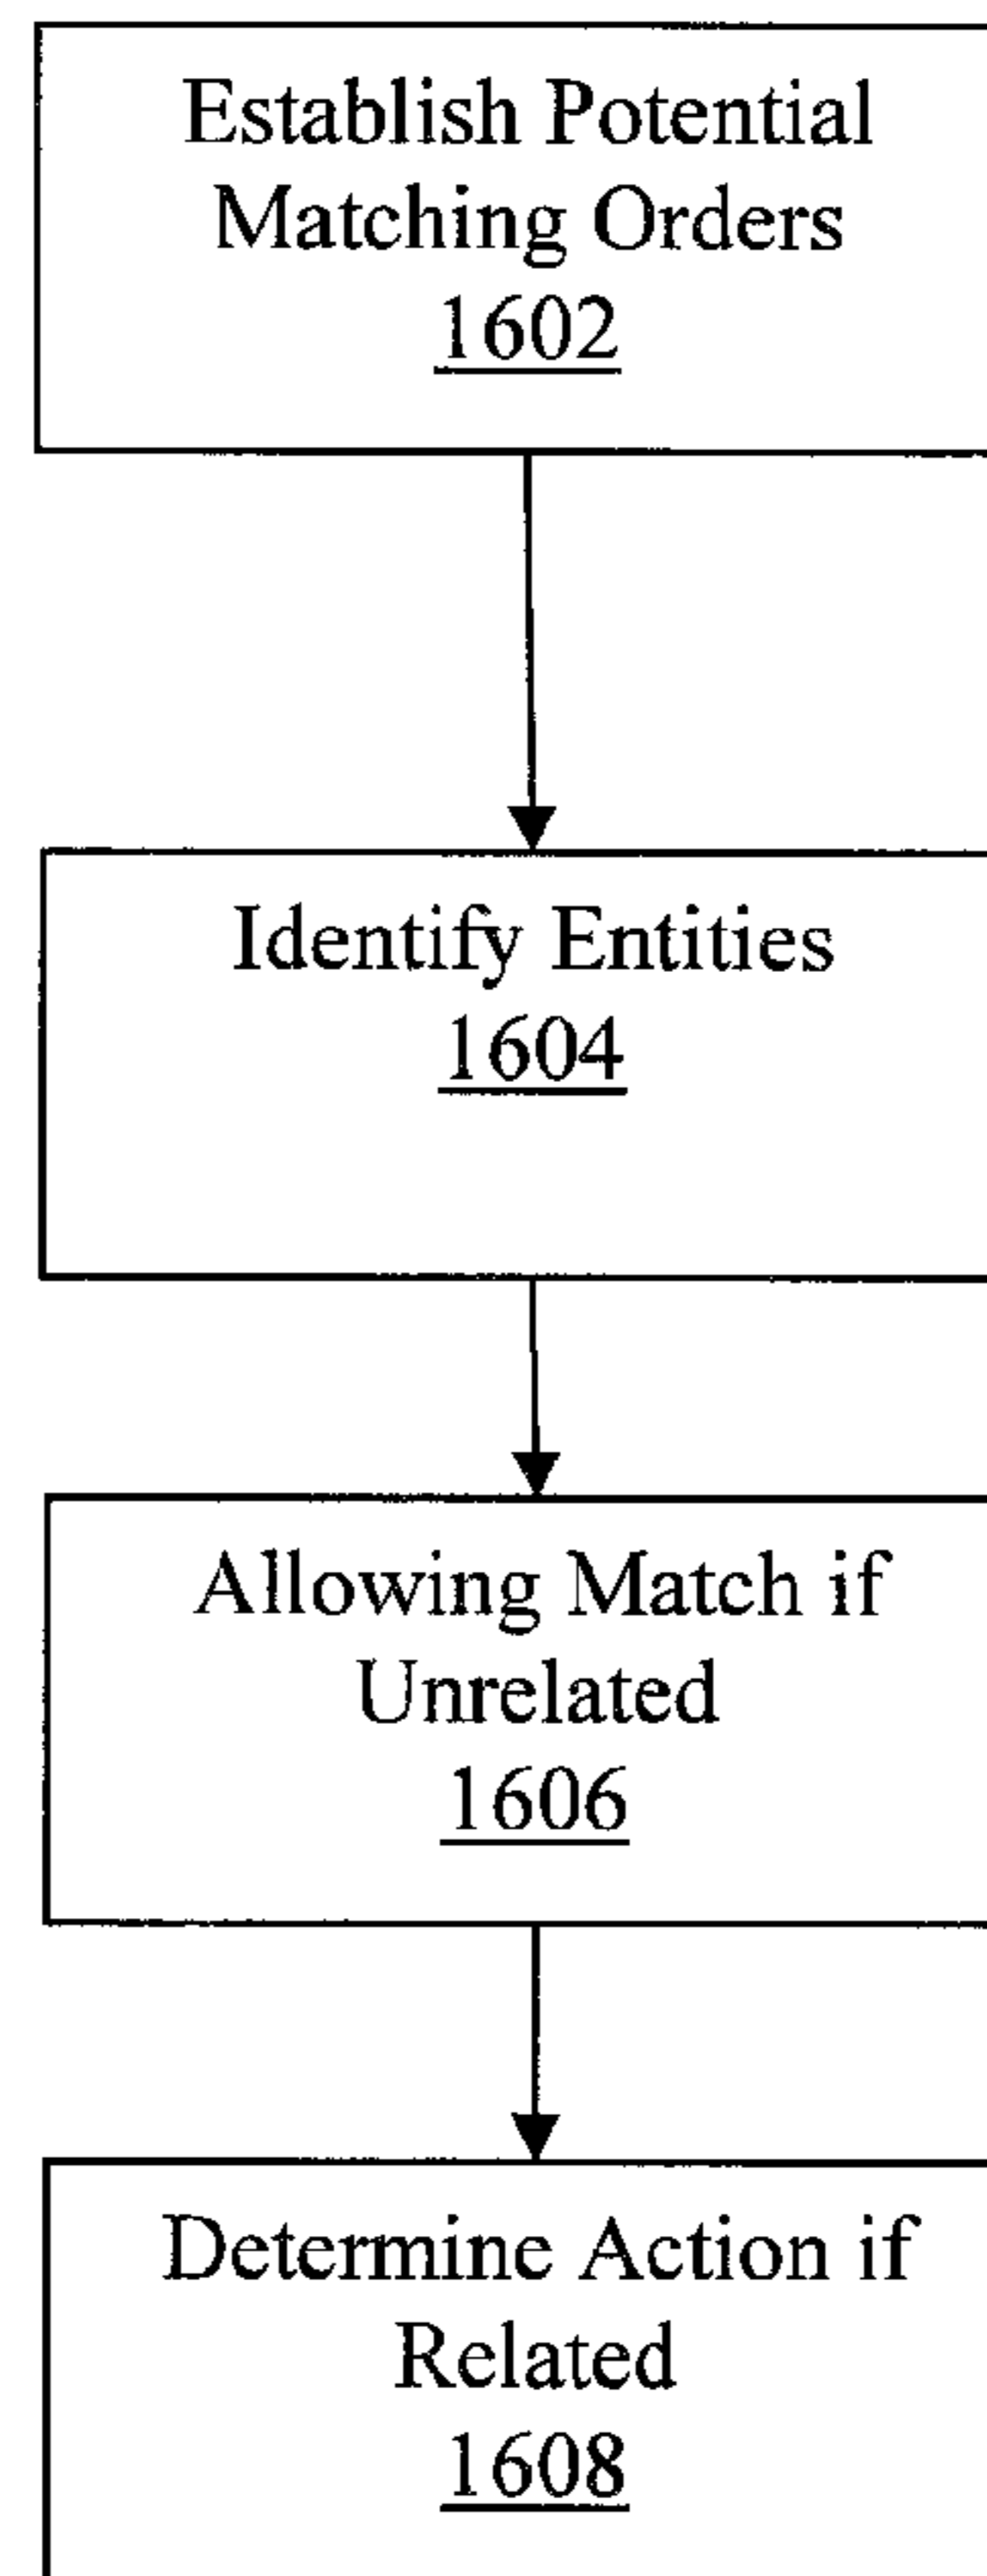 Establish Potential
Matching Orders
1602
Identify Entities
1604
Allowing Match if
Unrelated
1606
Determine Action if
Related
1608